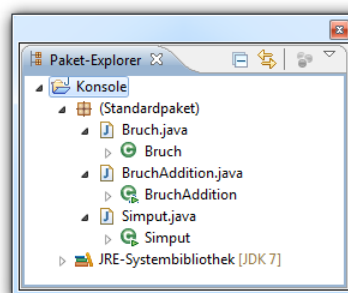 Paket-Explorer
Konsole
(Standardpaket)
Bruch.java
Bruch
BruchAddition.java
BruchAddition
Simput.java
Simput
JRE-Systembibliothek [JDK 7]